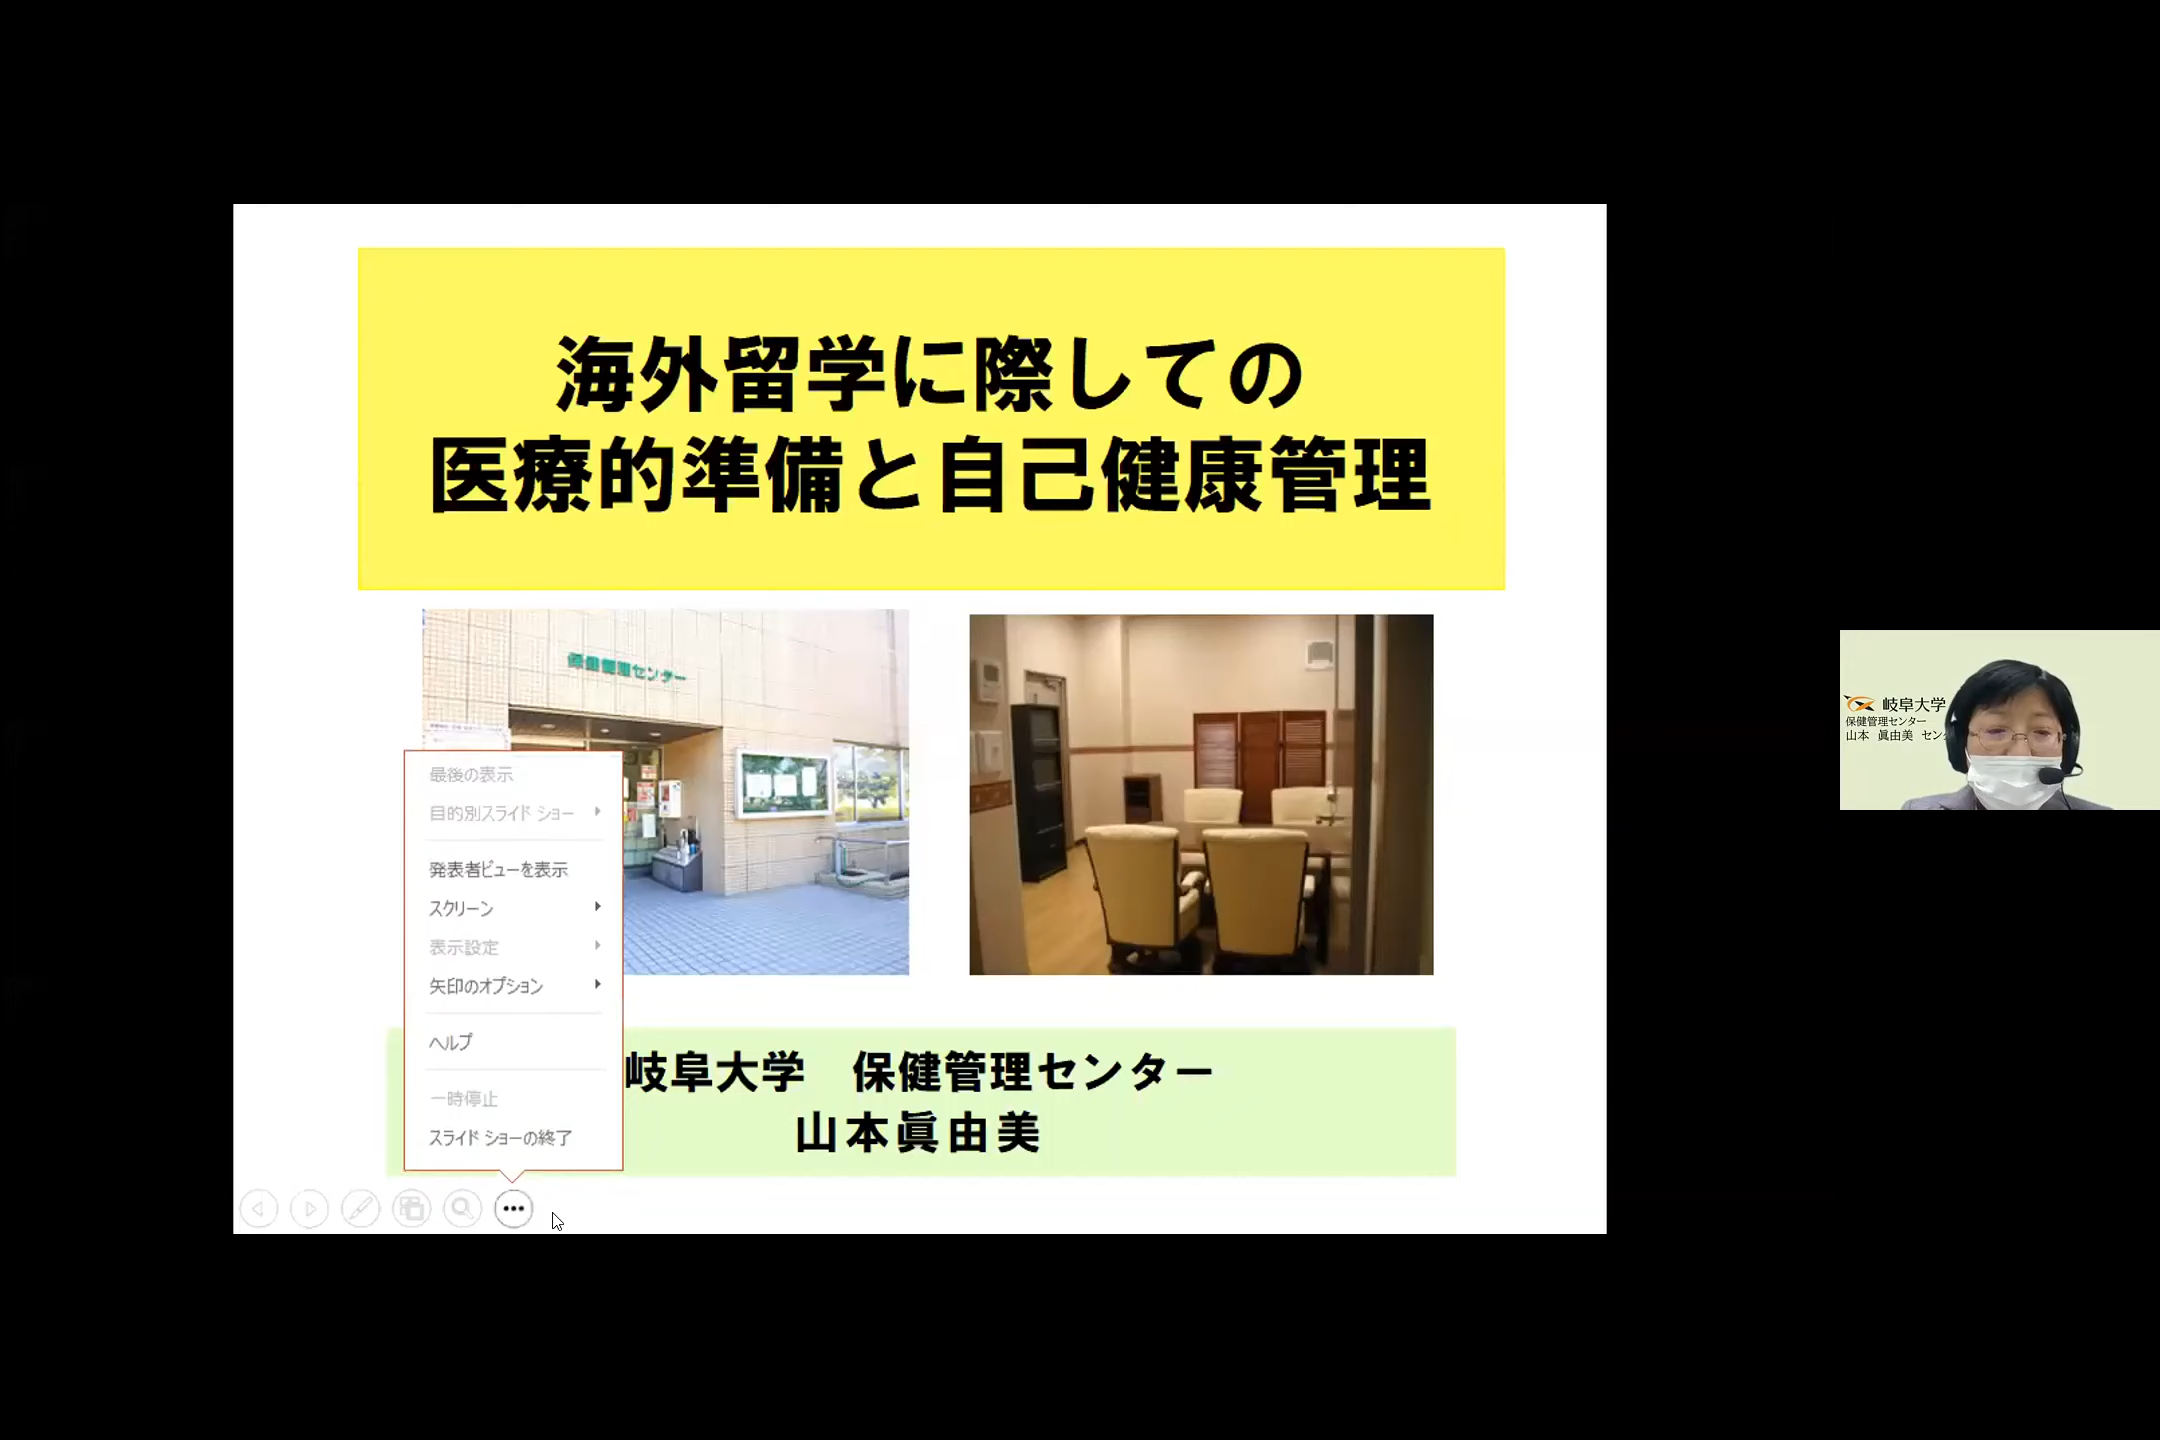 海外留学に際しての
医療的準備と自己健康管理
保健管理センター
最後の表示
目的別スライド ショー
発表者ビューを表示
スクリーン
表示設定
矢印のオプション
ヘルプ
一時停止
スライド ショーの終了
岐阜大学 保健管理センター
山本眞由美
岐阜大学
保健管理センター
山本 眞由美 セン